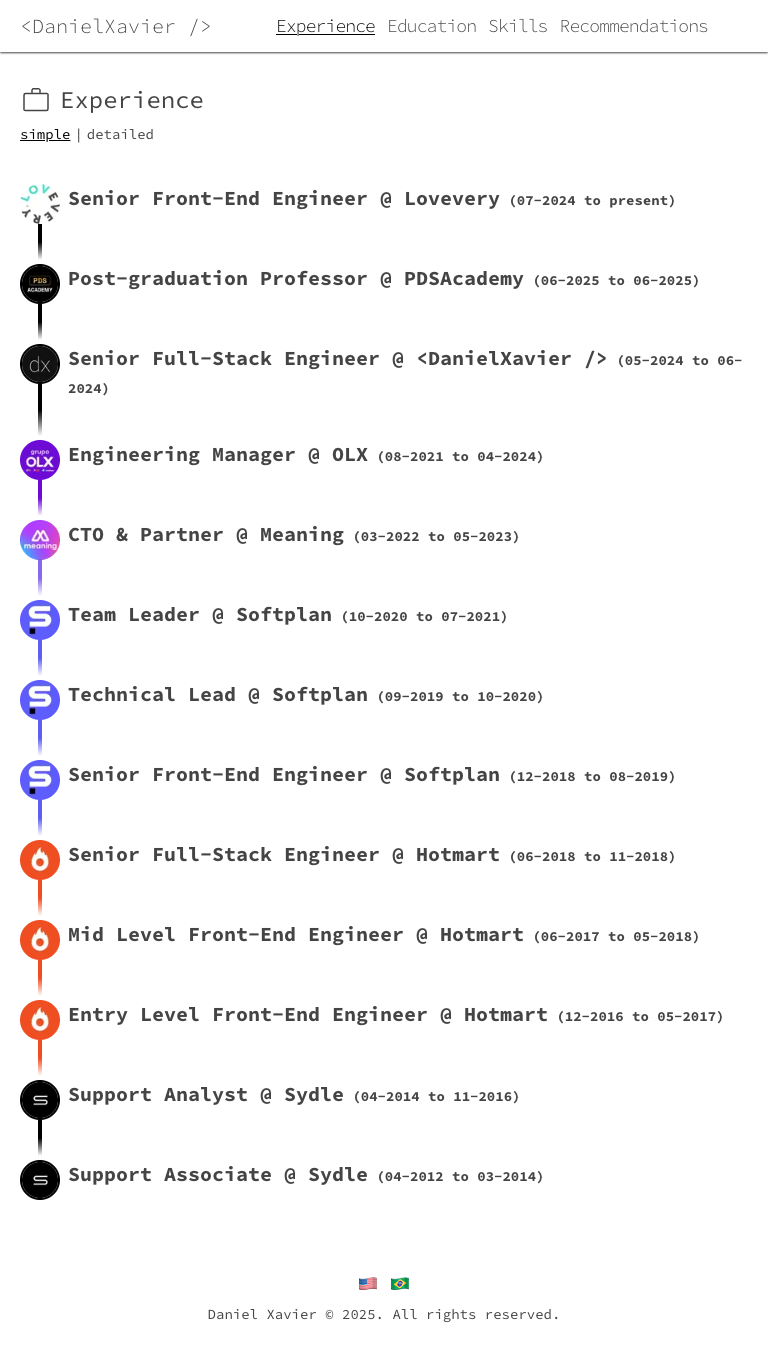 <DanielXavier />
Experience Education Skills Recommendations
Experience
simple | detailed
LOVEVERY.
Senior Front-End Engineer @ Lovevery (07-2024 to present)
PDS
ACADEMY
Post-graduation Professor @ PDSAcademy (06-2025 to 06-2025)
dx
Senior Full-Stack Engineer @ <DanielXavier /> (05-2024 to 06-
2024)
grupo
OLX
Engineering Manager @ OLX (08-2021 to 04-2024)
meaning
CTO & Partner @ Meaning (03-2022 to 05-2023)
S
Team Leader @ Softplan (10-2020 to 07-2021)
S
Technical Lead @ Softplan (09-2019 to 10-2020)
S
Senior Front-End Engineer @ Softplan (12-2018 to 08-2019)
Senior Full-Stack Engineer @ Hotmart (06-2018 to 11-2018)
Mid Level Front-End Engineer @ Hotmart (06-2017 to 05-2018)
Entry Level Front-End Engineer @ Hotmart (12-2016 to 05-2017)
S
Support Analyst @ Sydle (04-2014 to 11-2016)
S
Support Associate @ Sydle (04-2012 to 03-2014)
Daniel Xavier © 2025. All rights reserved.